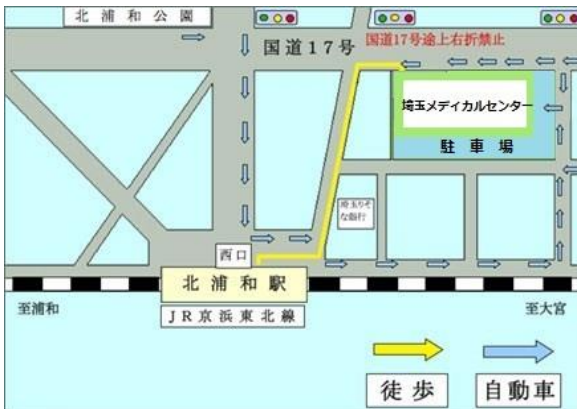 北浦和公園
国道17号
国道17号途上右折禁止
埼玉メディカルセンター
駐車場
埼玉りそ
な銀行
西口
北浦和駅
JR京浜東北線
至浦和
至大宮
徒歩
自動車